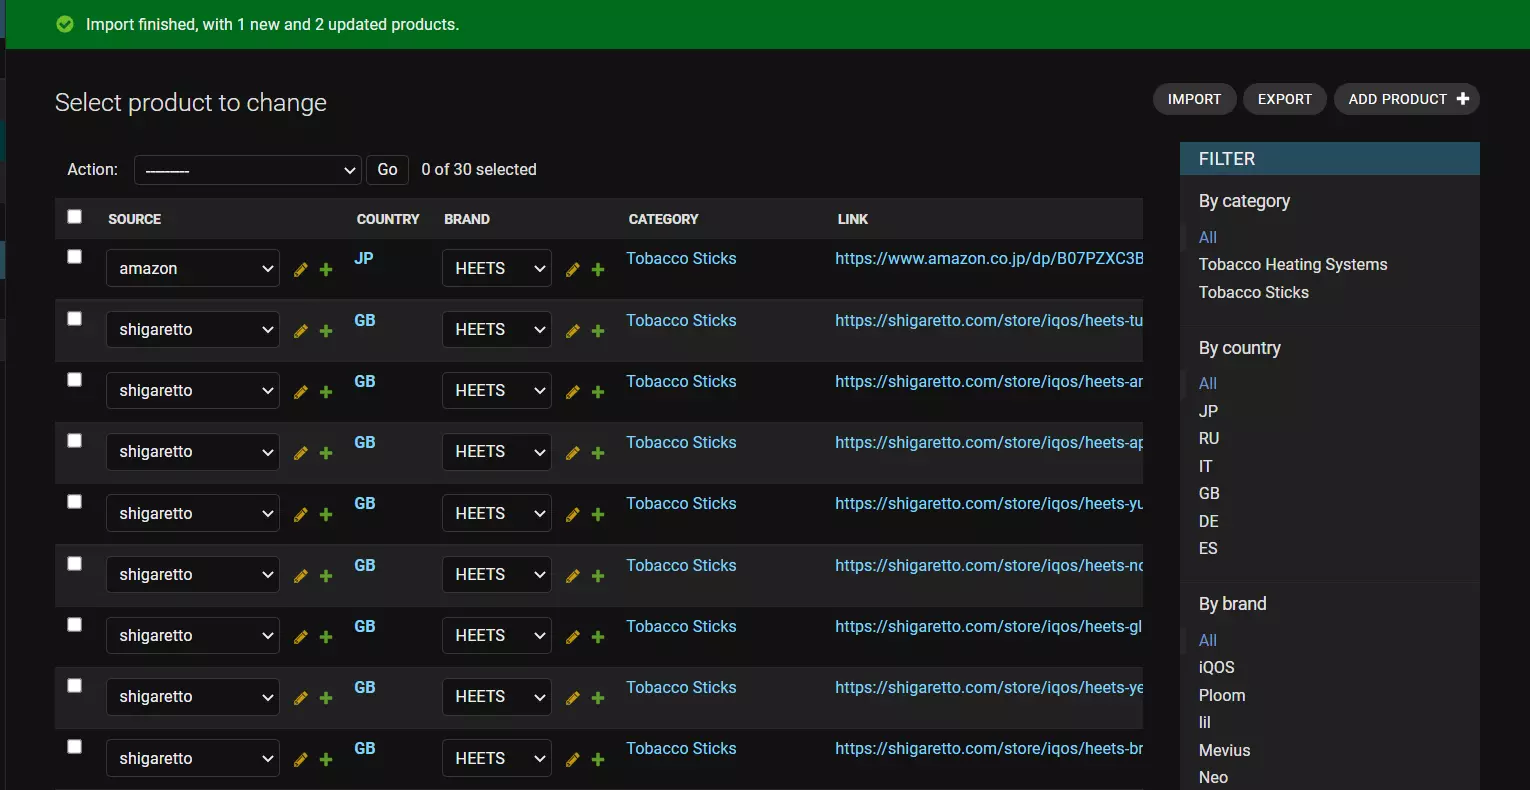 Import finished, with 1 new and 2 updated products.
Select product to change
IMPORT EXPORT ADD PRODUCT
Action: --------- Go 0 of 30 selected
SOURCE COUNTRY BRAND CATEGORY LINK
amazon JP HEETS Tobacco Sticks https://www.amazon.co.jp/dp/B07PZXC3B
shigaretto GB HEETS Tobacco Sticks https://shigaretto.com/store/iqos/heets-tu
shigaretto GB HEETS Tobacco Sticks https://shigaretto.com/store/iqos/heets-ar
shigaretto GB HEETS Tobacco Sticks https://shigaretto.com/store/iqos/heets-ap
shigaretto GB HEETS Tobacco Sticks https://shigaretto.com/store/iqos/heets-yu
shigaretto GB HEETS Tobacco Sticks https://shigaretto.com/store/iqos/heets-no
shigaretto GB HEETS Tobacco Sticks https://shigaretto.com/store/iqos/heets-gl
shigaretto GB HEETS Tobacco Sticks https://shigaretto.com/store/iqos/heets-ye
shigaretto GB HEETS Tobacco Sticks https://shigaretto.com/store/iqos/heets-br
FILTER
By category
All
Tobacco Heating Systems
Tobacco Sticks
By country
All
JP
RU
IT
GB
DE
ES
By brand
All
iQOS
Ploom
lil
Mevius
Neo